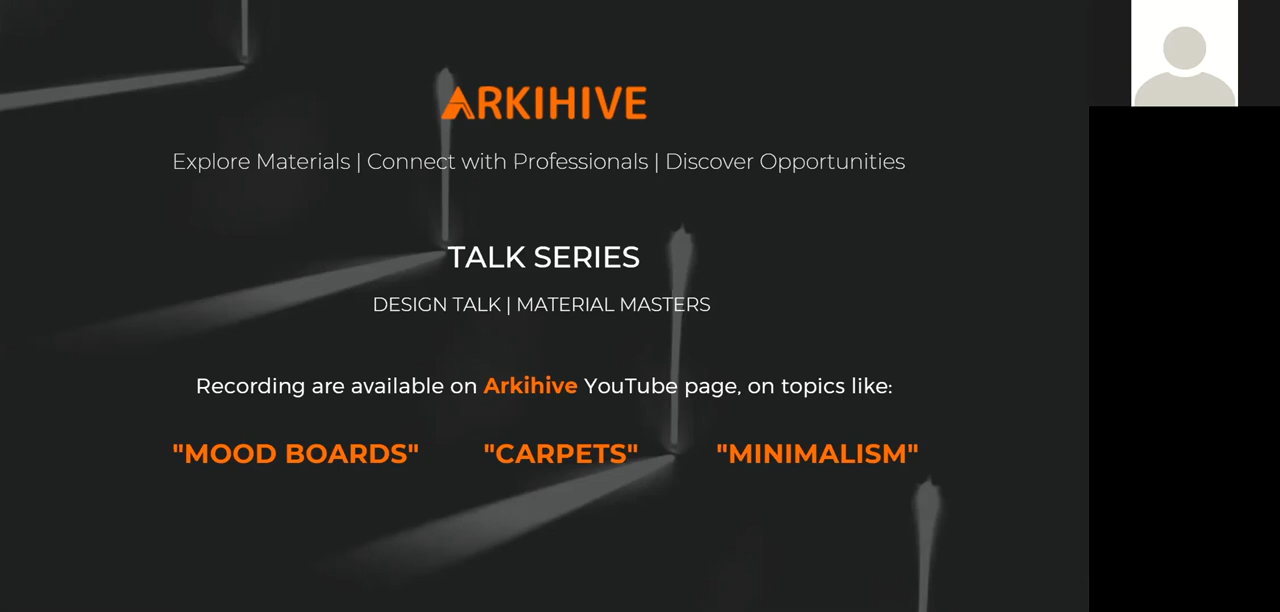 ARKIHIVE
Explore Materials | Connect with Professionals | Discover Opportunities
TALK SERIES
DESIGN TALK | MATERIAL MASTERS
Recording are available on Arkihive YouTube page, on topics like:
"MOOD BOARDS" "CARPETS" "MINIMALISM"